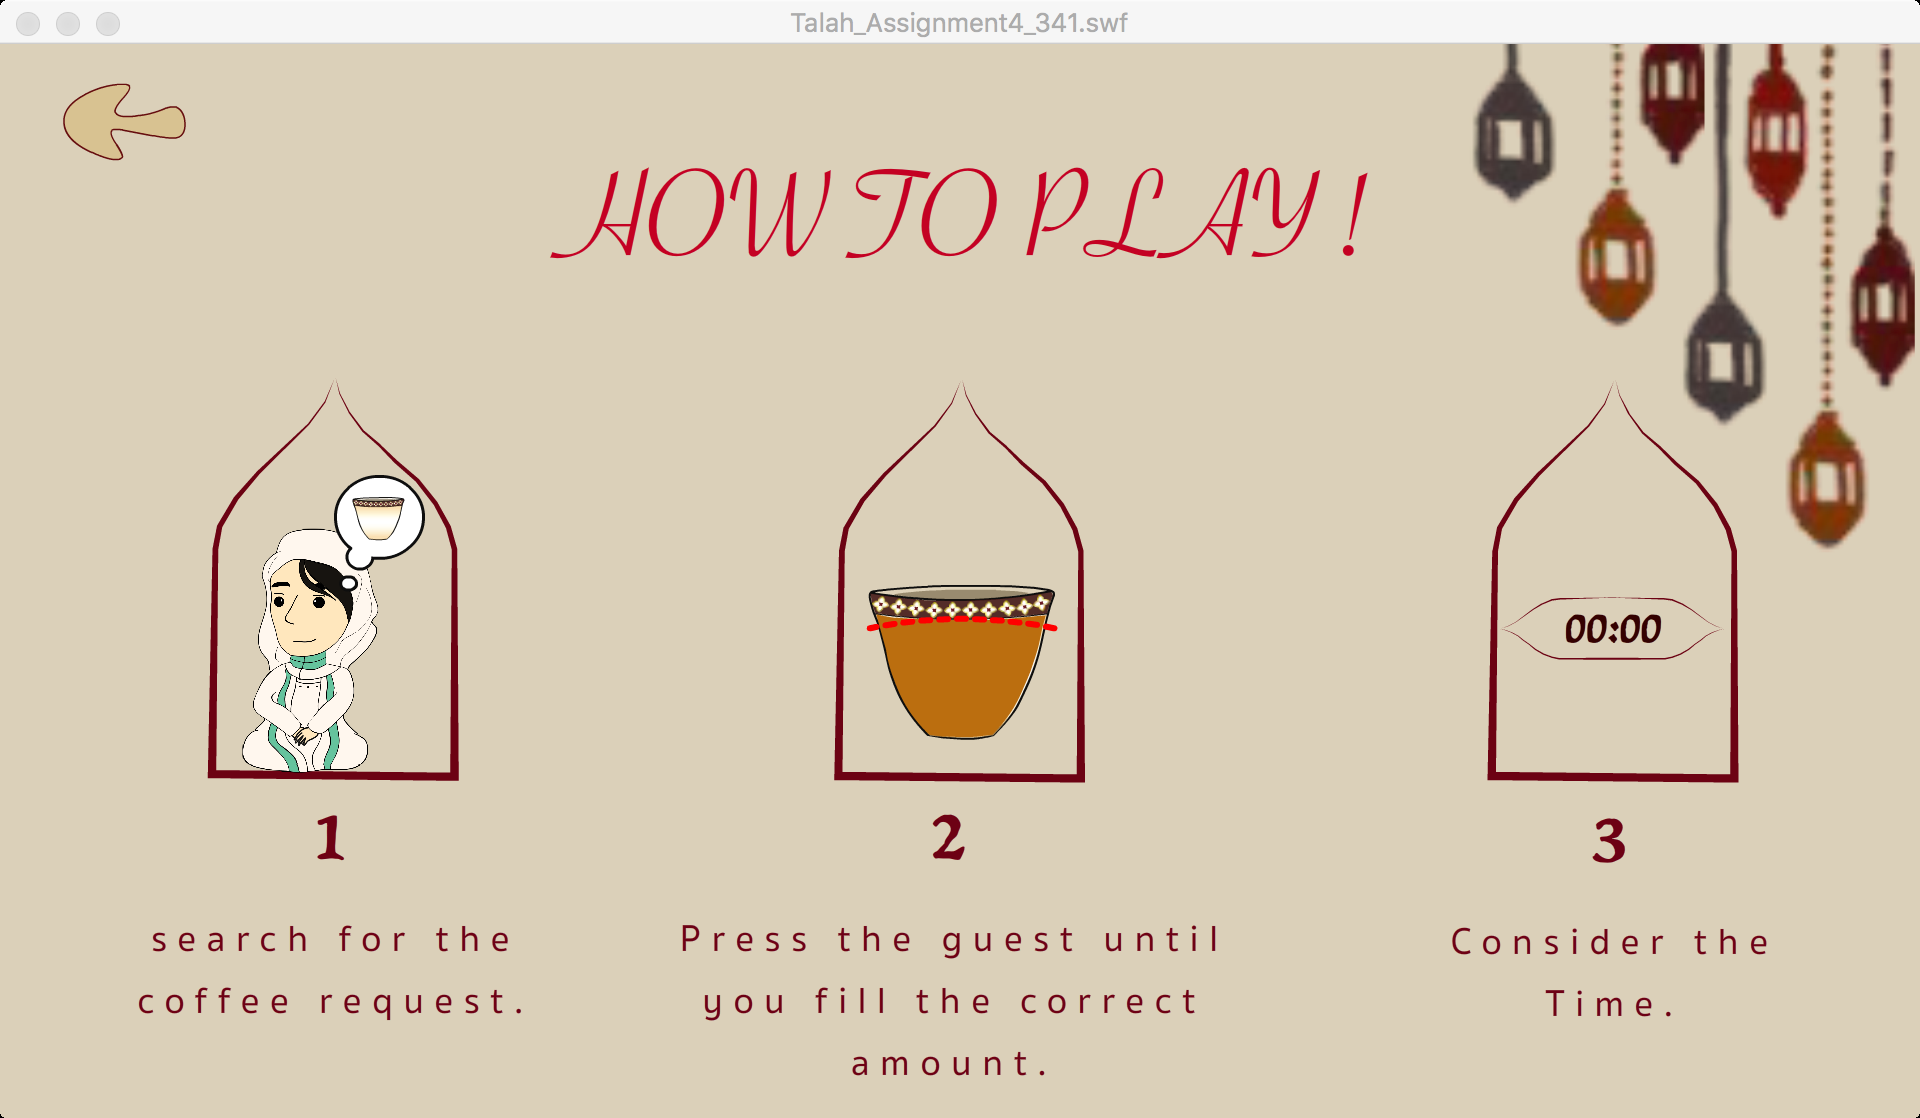 Talah_Assignment4_341.swf
HOW TO PLAY !
00:00
1
search for the
coffee request.
2
Press the guest until
you fill the correct
amount.
3
Consider the
Time.